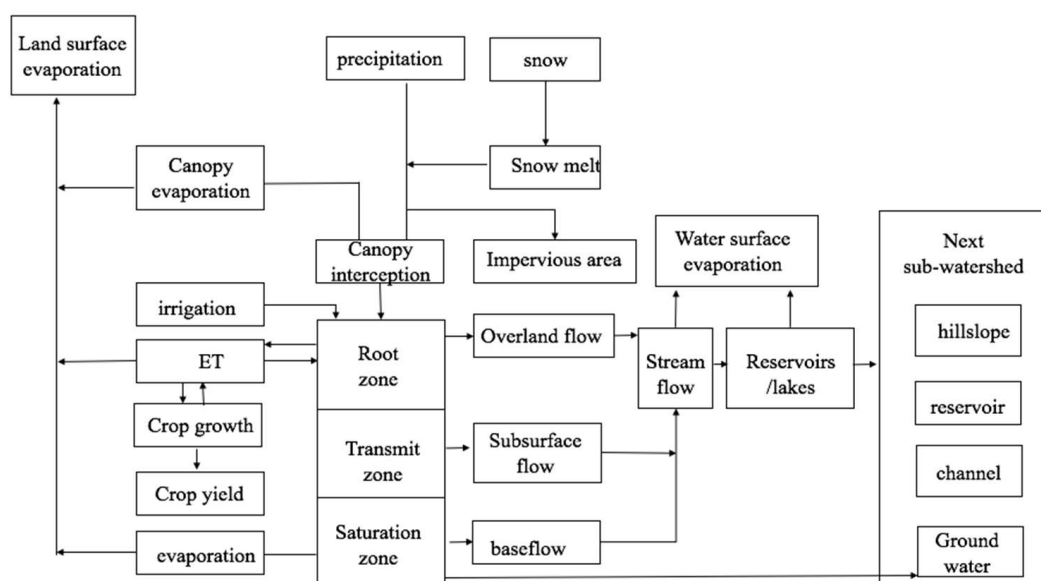 Land surface
evaporation
precipitation
snow
Canopy
evaporation
Snow melt
Canopy
interception
Impervious area
Water surface
evaporation
Next
sub-watershed
irrigation
ET
Root
zone
Overland flow
Stream
flow
Reservoirs
/lakes
hillslope
Crop growth
Transmit
zone
Subsurface
flow
reservoir
Crop yield
channel
evaporation
Saturation
zone
baseflow
Ground
water